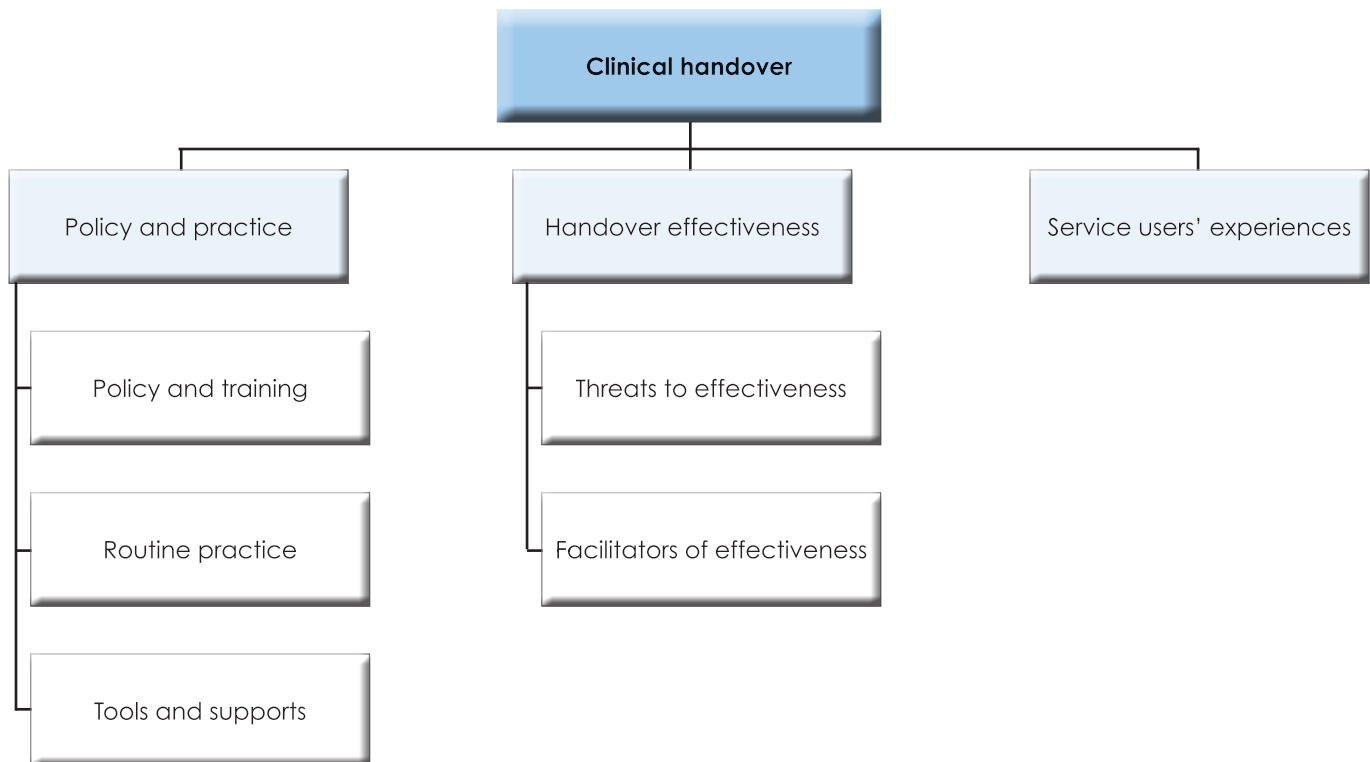 Clinical handover
Policy and practice
Handover effectiveness
Service users’ experiences
Policy and training
Threats to effectiveness
Routine practice
Facilitators of effectiveness
Tools and supports